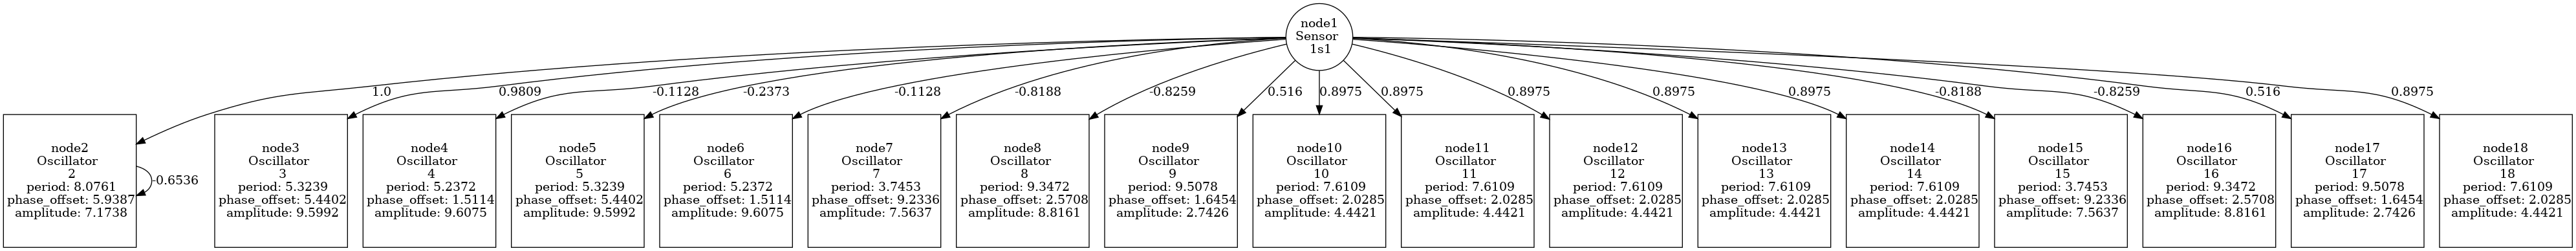 node1
Sensor
1s1
1.0
0.9809
-0.1128
-0.2373
-0.1128
-0.8188
-0.8259
0.516
0.8975
0.8975
0.8975
0.8975
0.8975
-0.8188
-0.8259
0.516
0.8975
node2
Oscillator
2
period: 8.0761
phase_offset: 5.9387
amplitude: 7.1738
-0.6536
node3
Oscillator
3
period: 5.3239
phase_offset: 5.4402
amplitude: 9.5992
node4
Oscillator
4
period: 5.2372
phase_offset: 1.5114
amplitude: 9.6075
node5
Oscillator
5
period: 5.3239
phase_offset: 5.4402
amplitude: 9.5992
node6
Oscillator
6
period: 5.2372
phase_offset: 1.5114
amplitude: 9.6075
node7
Oscillator
7
period: 3.7453
phase_offset: 9.2336
amplitude: 7.5637
node8
Oscillator
8
period: 9.3472
phase_offset: 2.5708
amplitude: 8.8161
node9
Oscillator
9
period: 9.5078
phase_offset: 1.6454
amplitude: 2.7426
node10
Oscillator
10
period: 7.6109
phase_offset: 2.0285
amplitude: 4.4421
node11
Oscillator
11
period: 7.6109
phase_offset: 2.0285
amplitude: 4.4421
node12
Oscillator
12
period: 7.6109
phase_offset: 2.0285
amplitude: 4.4421
node13
Oscillator
13
period: 7.6109
phase_offset: 2.0285
amplitude: 4.4421
node14
Oscillator
14
period: 7.6109
phase_offset: 2.0285
amplitude: 4.4421
node15
Oscillator
15
period: 3.7453
phase_offset: 9.2336
amplitude: 7.5637
node16
Oscillator
16
period: 9.3472
phase_offset: 2.5708
amplitude: 8.8161
node17
Oscillator
17
period: 9.5078
phase_offset: 1.6454
amplitude: 2.7426
node18
Oscillator
18
period: 7.6109
phase_offset: 2.0285
amplitude: 4.4421